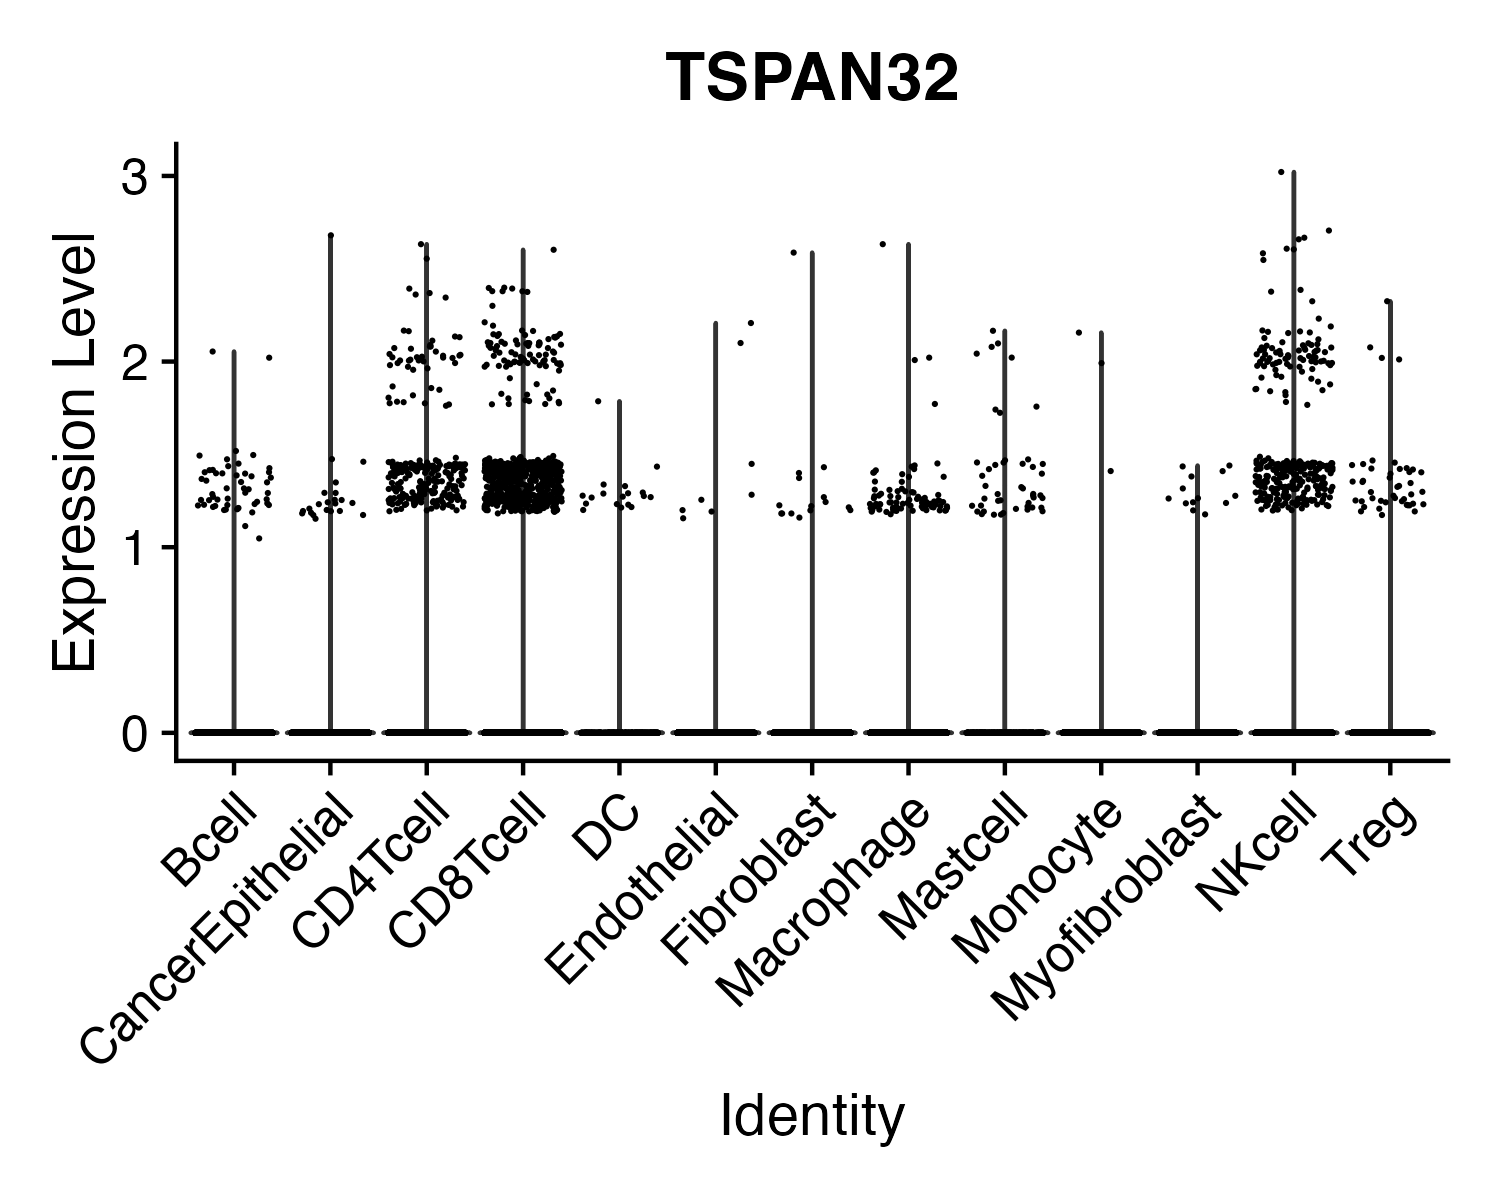 TSPAN32
Expression Level
3
2
1
0
Bcell
CancerEpithelial
CD4Tcell
CD8Tcell
DC
Endothelial
Fibroblast
Macrophage
Mastcell
Monocyte
Myofibroblast
NKcell
Treg
Identity